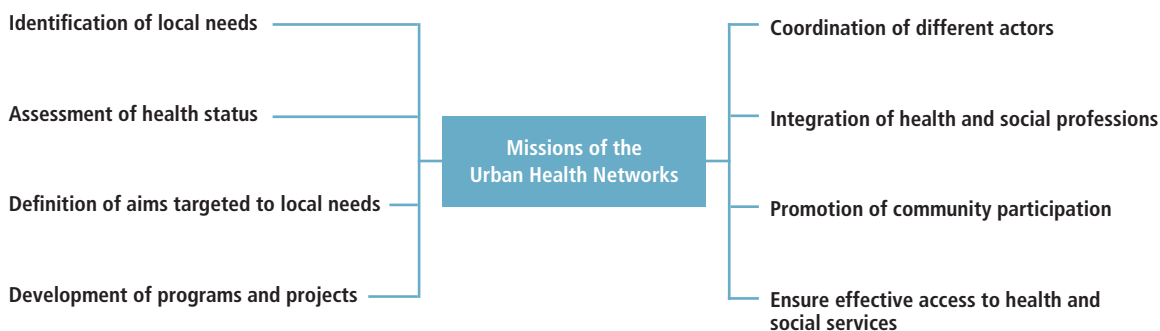 Identification of local needs
Assessment of health status
Definition of aims targeted to local needs
Development of programs and projects
Missions of the
Urban Health Networks
Coordination of different actors
Integration of health and social professions
Promotion of community participation
Ensure effective access to health and
social services